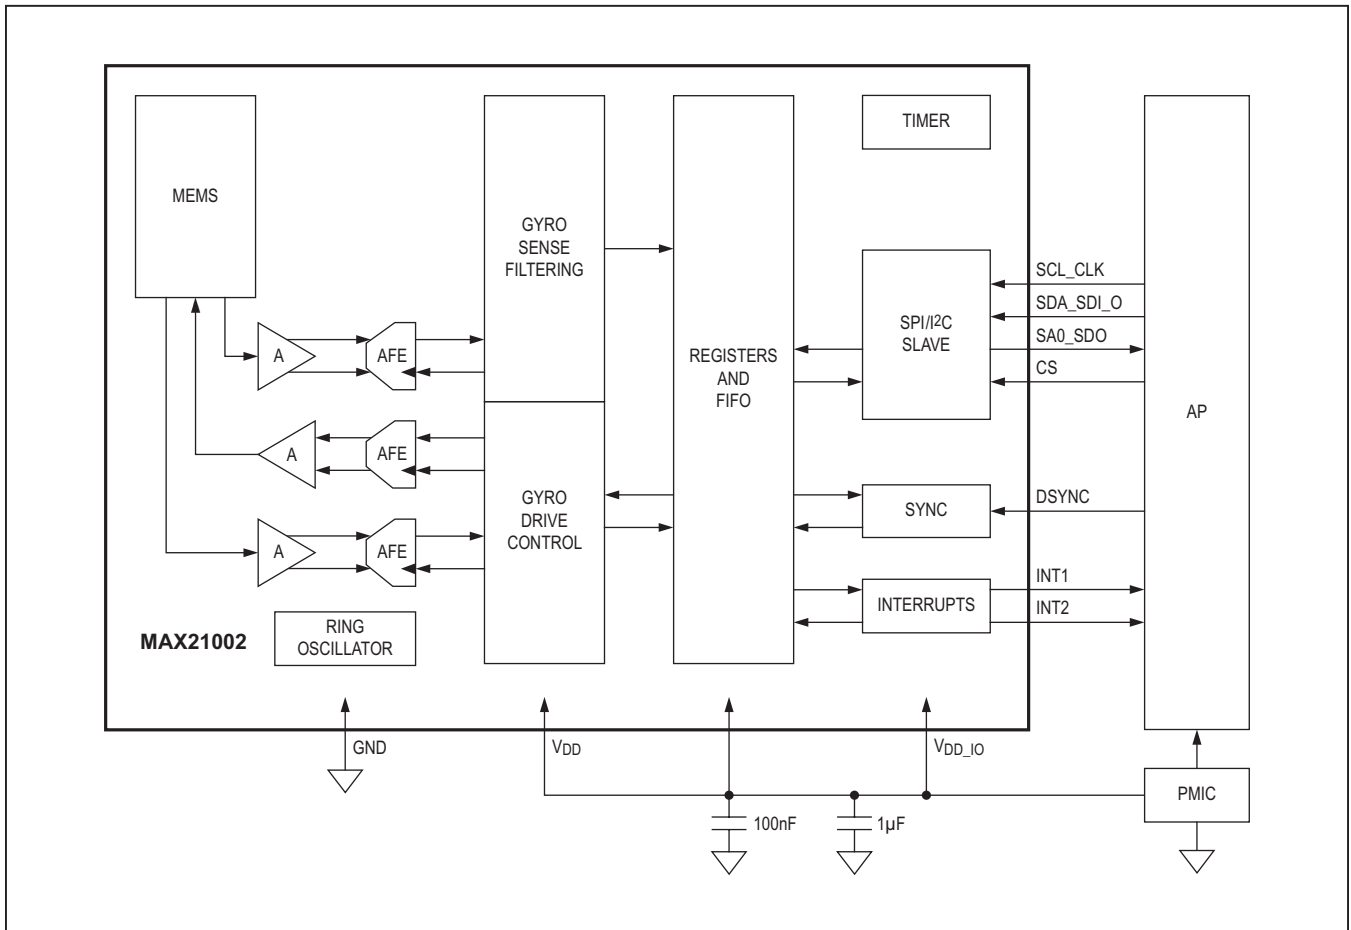 TIMER
MEMS
GYRO
SENSE
FILTERING
SCL_CLK
SDA_SDI_O
SPI/I²C
SLAVE
SA0_SDO
CS
A
AFE
REGISTERS
AND
FIFO
AP
A
AFE
GYRO
DRIVE
CONTROL
SYNC
DSYNC
A
AFE
INT1
INTERRUPTS
INT2
MAX21002
RING
OSCILLATOR
GND
VDD
VDD_IO
PMIC
100nF
1µF